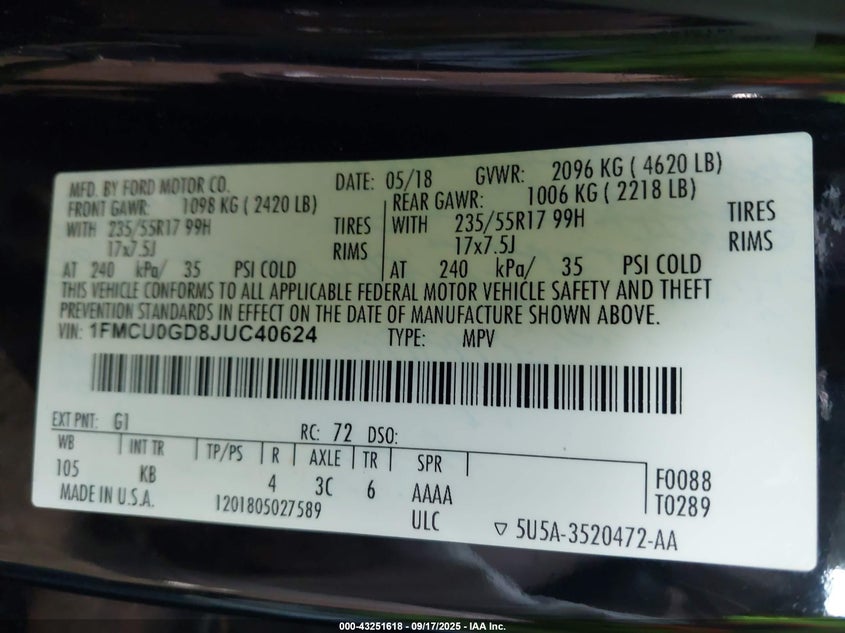 MFD. BY FORD MOTOR CO. DATE: 05/18 GVWR: 2096 KG ( 4620 LB)
FRONT GAWR: 1098 KG ( 2420 LB) REAR GAWR: 1006 KG ( 2218 LB)
WITH 235/55R17 99H TIRES WITH 235/55R17 99H TIRES
17x7.5J RIMS 17x7.5J RIMS
AT 240 kPa/ 35 PSI COLD AT 240 kPa/ 35 PSI COLD
THIS VEHICLE CONFORMS TO ALL APPLICABLE FEDERAL MOTOR VEHICLE SAFETY AND THEFT
PREVENTION STANDARDS IN EFFECT ON THE DATE OF MANUFACTURE SHOWN ABOVE.
VIN: 1FMCU0GD8JUC40624 TYPE: MPV
EXT PNT: G1 RC: 72 DSO:
WB INT TR TP/PS R AXLE TR SPR
105 KB 4 3C 6 AAAA F0088
MADE IN U.S.A. 1201805027589 ULC T0289
5U5A-3520472-AA
000-43251618 - 09/17/2025 - IAA Inc.